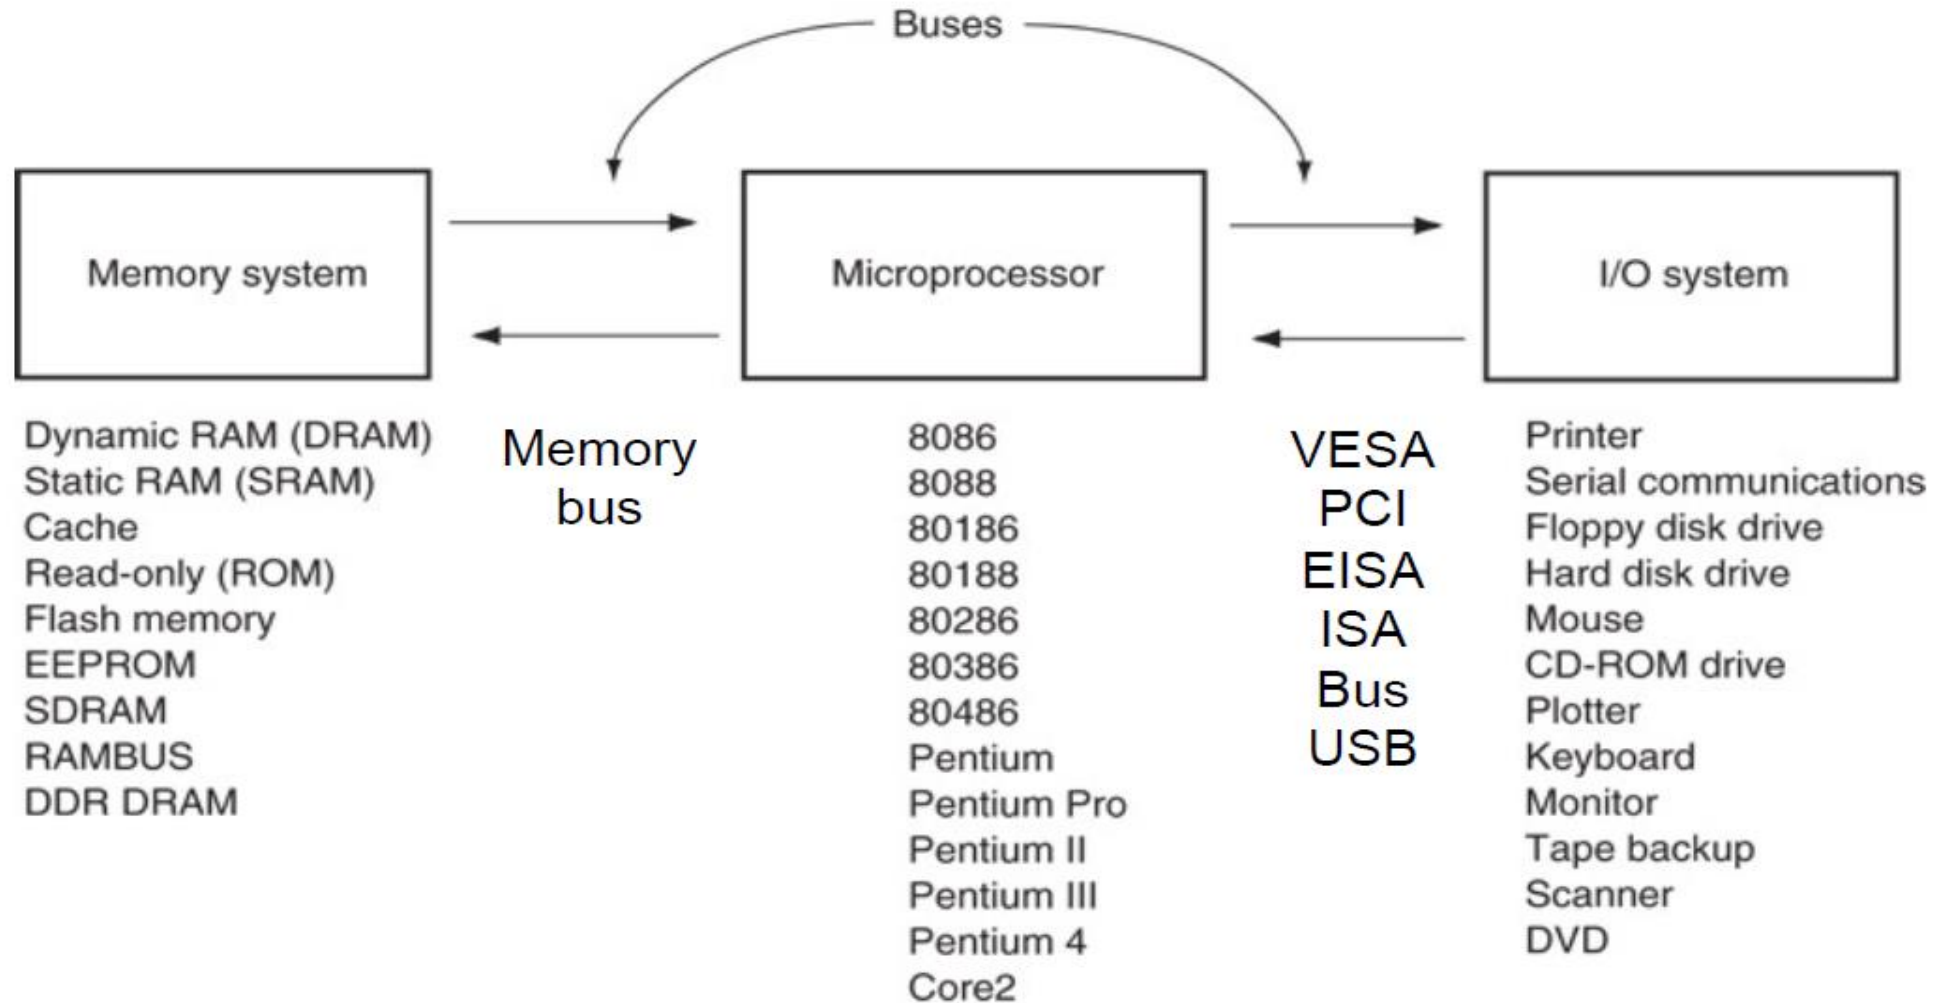 Buses
Memory system
Microprocessor
I/O system
Dynamic RAM (DRAM)
Static RAM (SRAM)
Cache
Read-only (ROM)
Flash memory
EEPROM
SDRAM
RAMBUS
DDR DRAM
Memory
bus
8086
8088
80186
80188
80286
80386
80486
Pentium
Pentium Pro
Pentium II
Pentium III
Pentium 4
Core2
VESA
PCI
EISA
ISA
Bus
USB
Printer
Serial communications
Floppy disk drive
Hard disk drive
Mouse
CD-ROM drive
Plotter
Keyboard
Monitor
Tape backup
Scanner
DVD